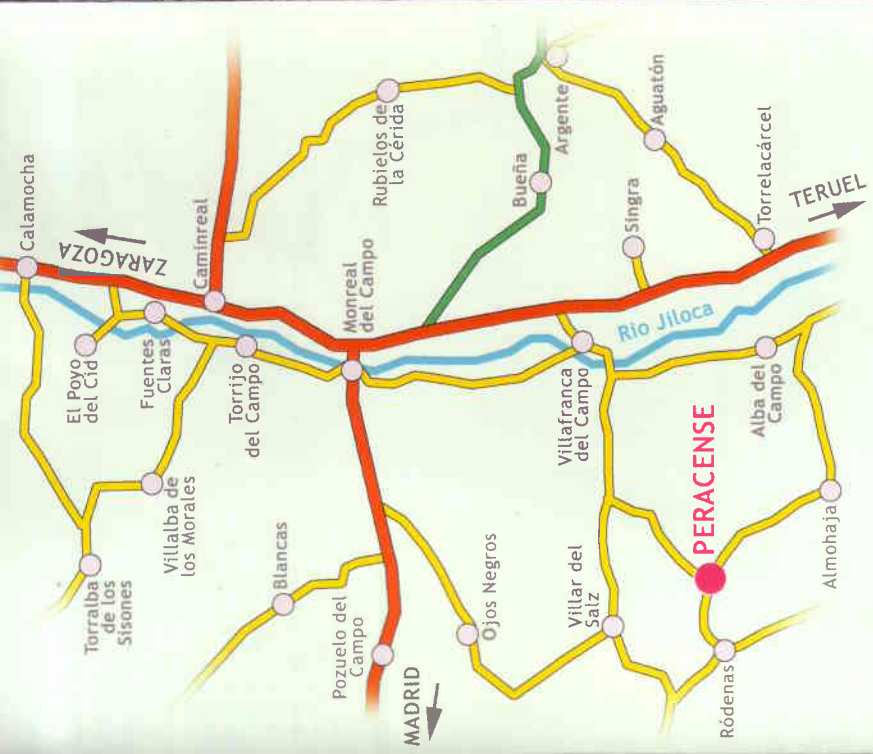 Calamocha
ZARAGOZA
El Poyo
del Cid
Fuentes
Claras
Caminreal
Torrijo
del Campo
Villalba de
los Morales
Torralba
de los
Sisones
Rubielos de
la Cérida
Monreal
del Campo
Blancas
Pozuelo del
Campo
MADRID
Ojos Negros
Bueña
Argente
Aguatón
Singra
Torrelacárcel
TERUEL
Río Jiloca
Villafranca
del Campo
Alba del
Campo
Villar del
Salz
PERACENSE
Almohaja
Ródenas